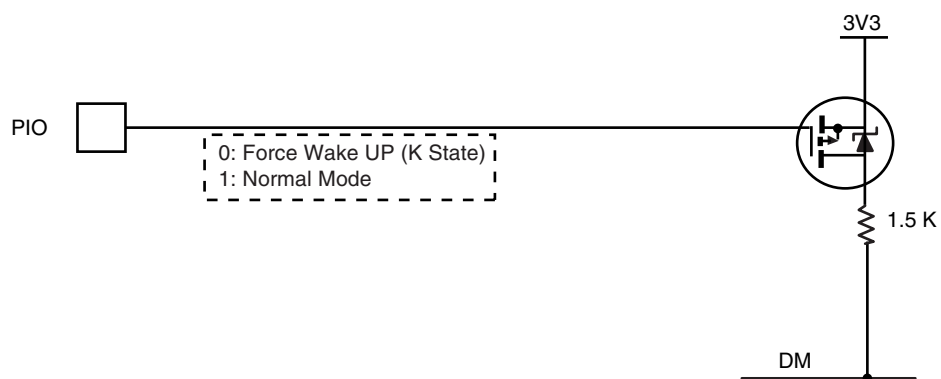 3V3
PIO
0: Force Wake UP (K State)
1: Normal Mode
1.5 K
DM